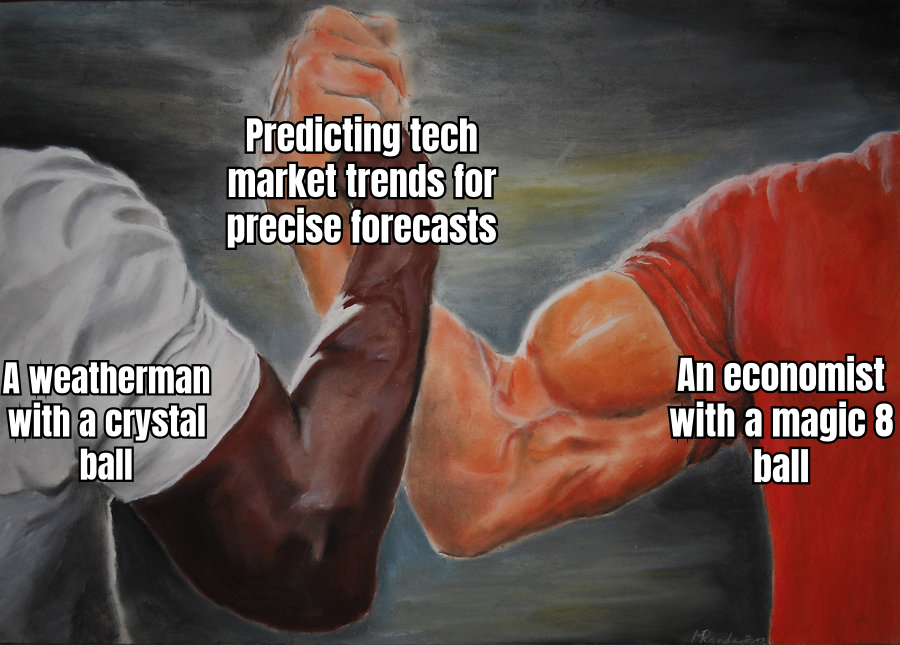 Predicting tech
market trends for
precise forecasts
A weatherman
with a crystal
ball
An economist
with a magic 8
ball